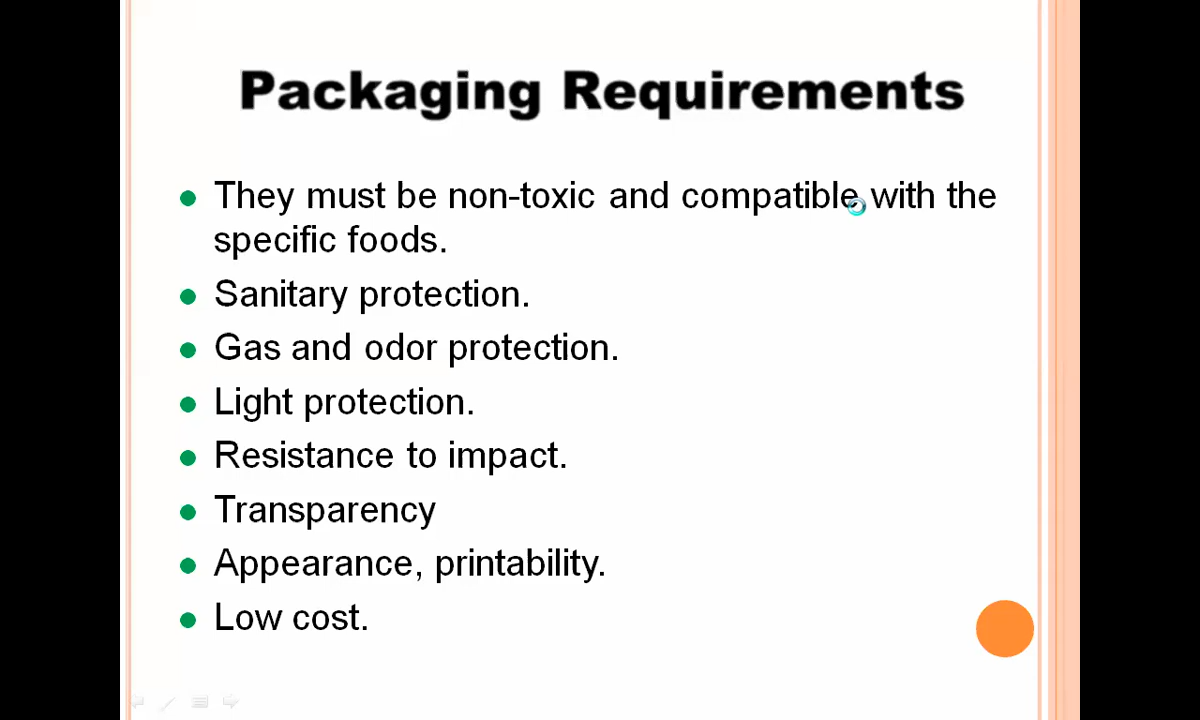 Packaging Requirements
They must be non-toxic and compatible with the
specific foods.
Sanitary protection.
Gas and odor protection.
Light protection.
Resistance to impact.
Transparency
Appearance, printability.
Low cost.